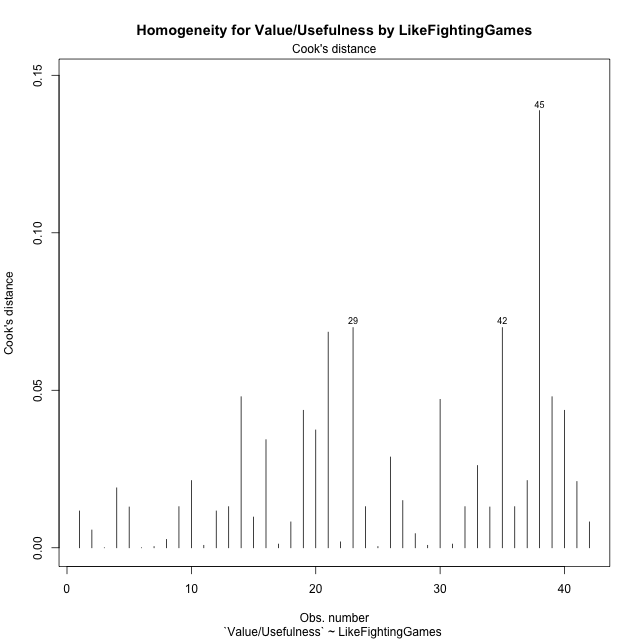 Homogeneity for Value/Usefulness by LikeFightingGames
Cook's distance
0.15
0.10
0.05
0.00
Cook's distance
45
29
42
0 10 20 30 40
Obs. number
`Value/Usefulness` ~ LikeFightingGames